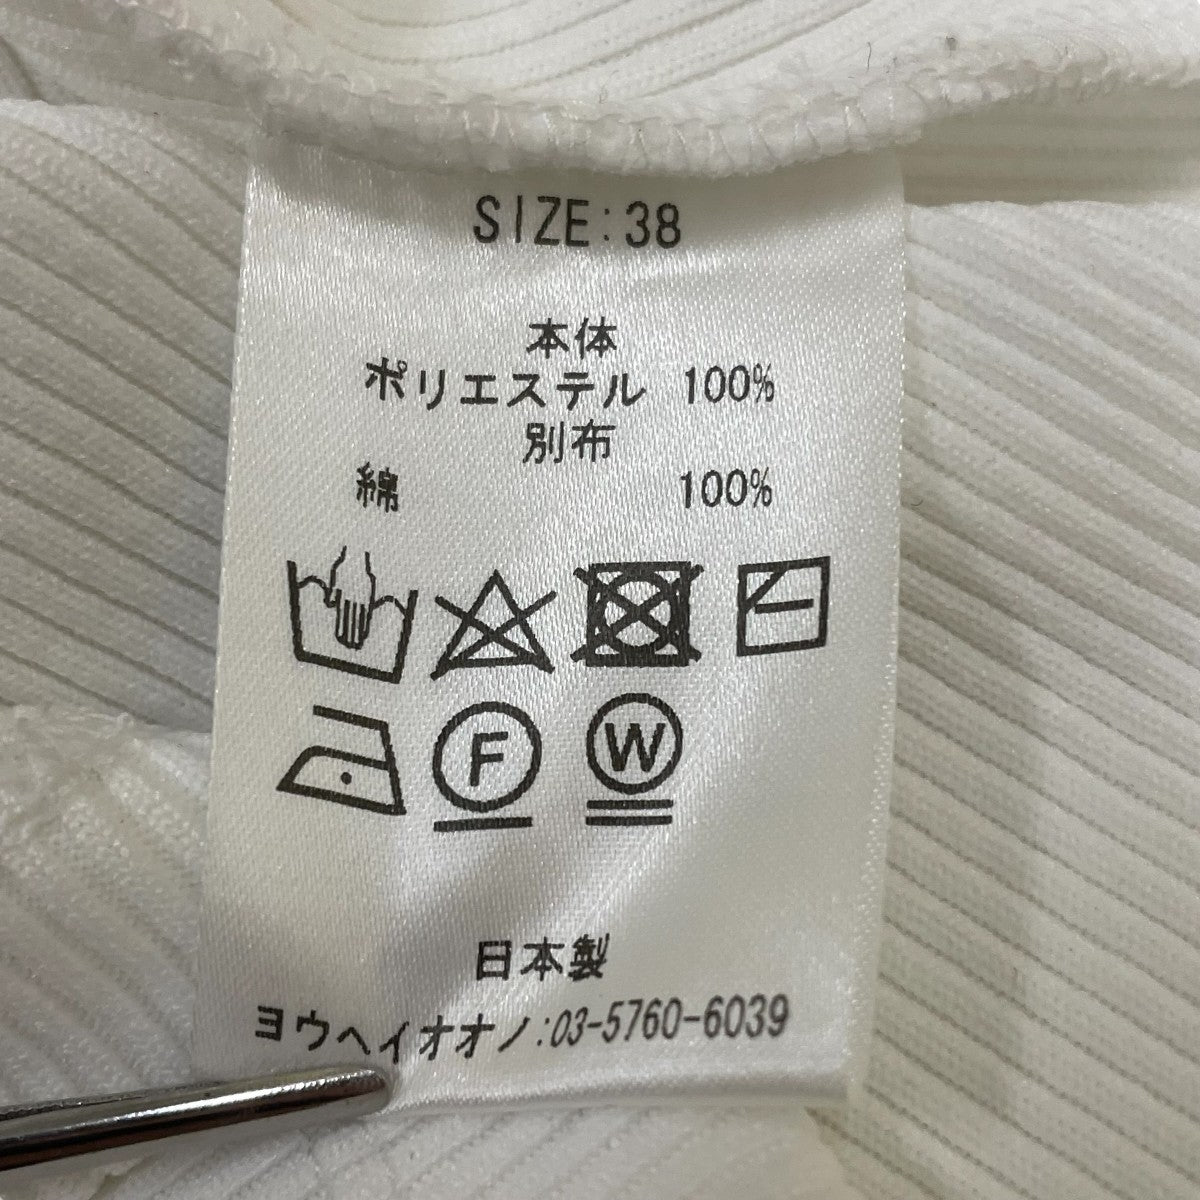 SIZE:38
本体
ポリエステル 100%
別布
綿 100%
F W
日本製
ヨウヘイオオノ:03-5760-6039